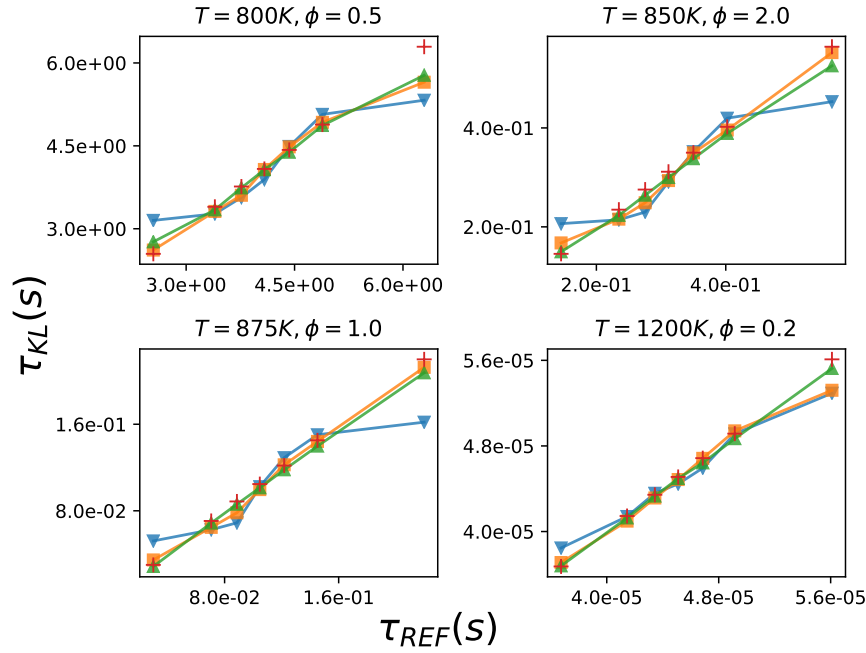 T = 800K, ϕ = 0.5
T = 850K, ϕ = 2.0
6.0e+00
4.5e+00
3.0e+00
3.0e+00 4.5e+00 6.0e+00
4.0e-01
2.0e-01
2.0e-01 4.0e-01
τKL(s)
T = 875K, ϕ = 1.0
T = 1200K, ϕ = 0.2
1.6e-01
8.0e-02
8.0e-02 1.6e-01
5.6e-05
4.8e-05
4.0e-05
4.0e-05 4.8e-05 5.6e-05
τREF(s)